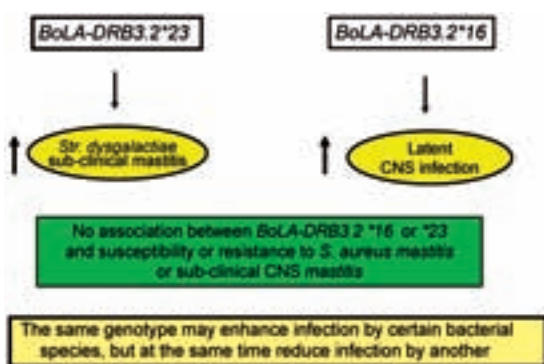 BoLA-DRB3.2*23
BoLA-DRB3.2*16
Str. dysgalactiae
sub-clinical mastitis
Latent
CNS infection
No association between BoLA-DRB3.2 *16 or *23
and susceptibility or resistance to S. aureus mastitis
or sub-clinical CNS mastitis
The same genotype may enhance infection by certain bacterial
species, but at the same time reduce infection by another